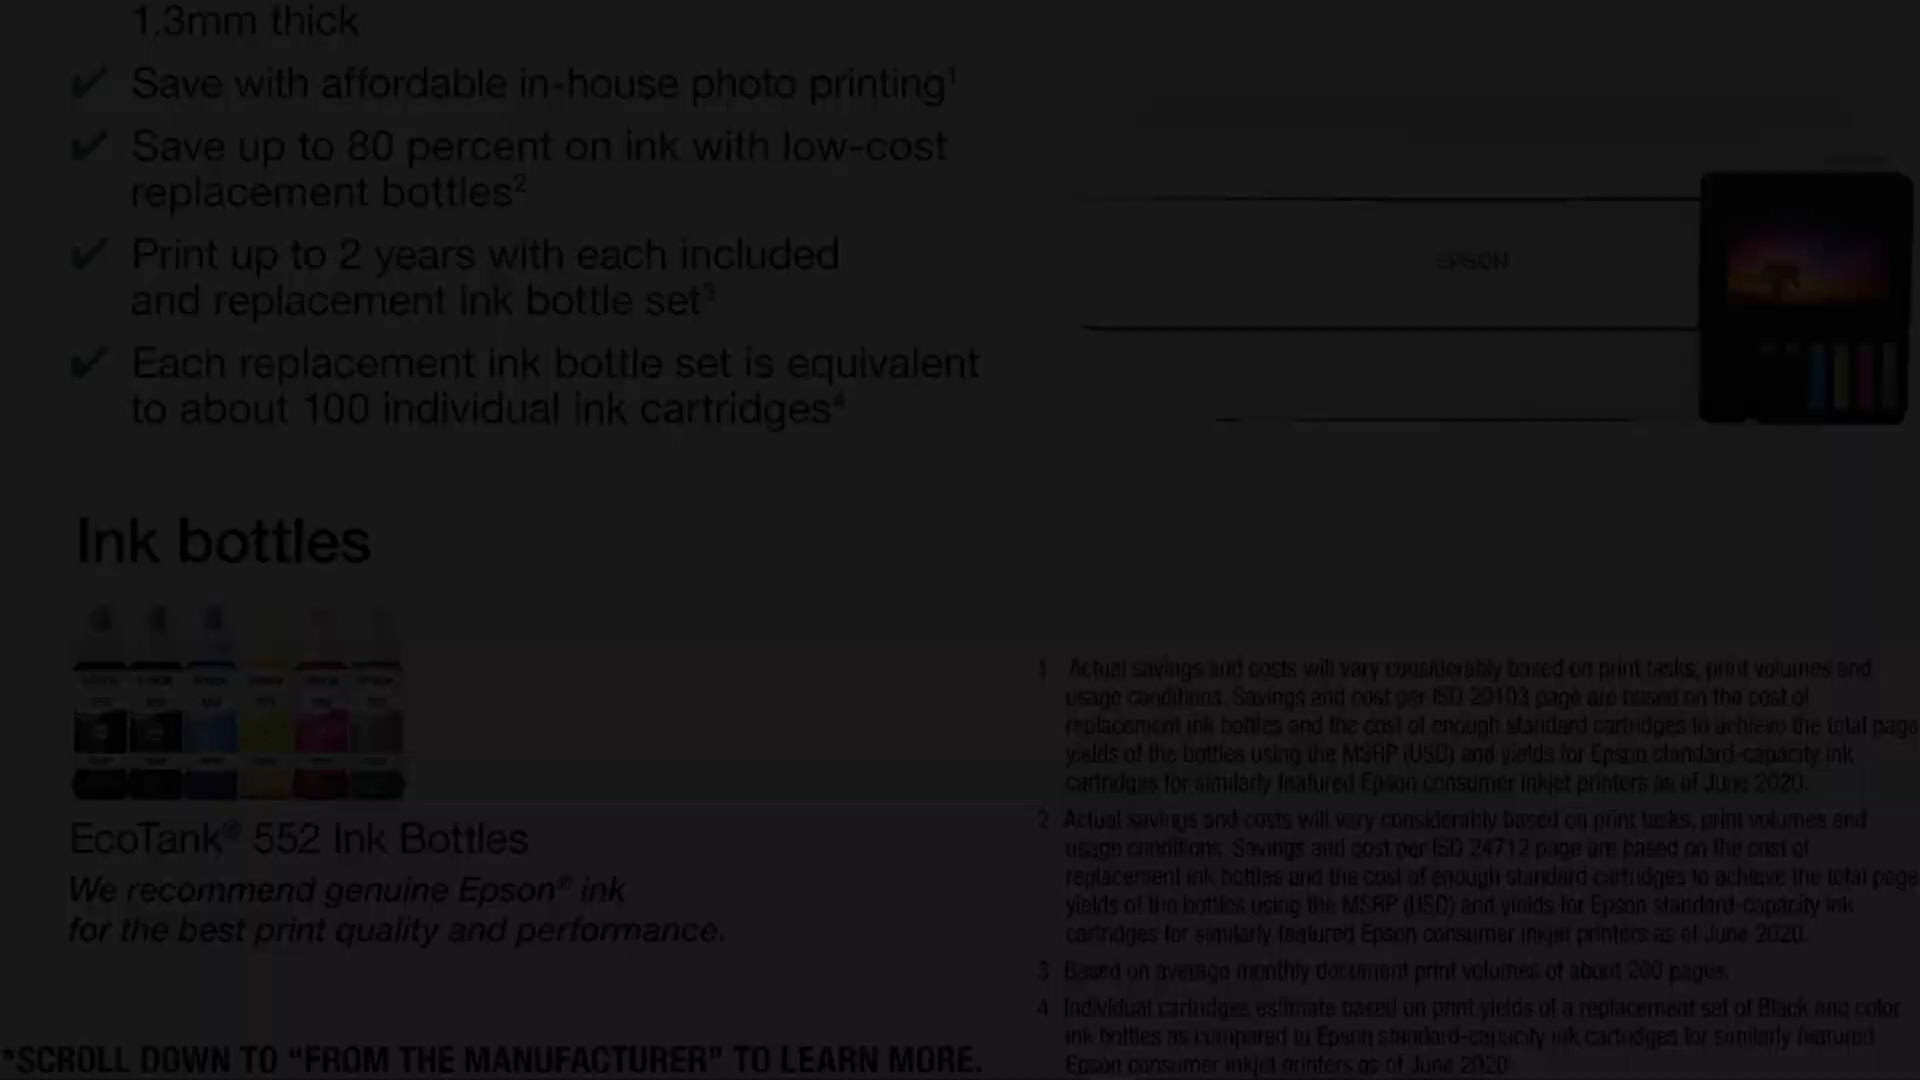 1.3mm thick
✔ Save with affordable in-house photo printing¹
✔ Save up to 80 percent on ink with low-cost
replacement bottles²
✔ Print up to 2 years with each included
and replacement ink bottle set³
✔ Each replacement ink bottle set is equivalent
to about 100 individual ink cartridges⁴
EPSON
Ink bottles
EcoTank® 552 Ink Bottles
We recommend genuine Epson® ink
for the best print quality and performance.
*SCROLL DOWN TO “FROM THE MANUFACTURER” TO LEARN MORE.
1 Actual savings and costs will vary considerably based on print tasks, print volumes and
usage conditions. Savings and cost per ISO 29103 page are based on the cost of
replacement ink bottles and the cost of enough standard cartridges to achieve the total page
yields of the bottles using the MSRP (USD) and yields for Epson standard-capacity ink
cartridges for similarly featured Epson consumer inkjet printers as of June 2020.
2 Actual savings and costs will vary considerably based on print tasks, print volumes and
usage conditions. Savings and cost per ISO 24712 page are based on the cost of
replacement ink bottles and the cost of enough standard cartridges to achieve the total page
yields of the bottles using the MSRP (USD) and yields for Epson standard-capacity ink
cartridges for similarly featured Epson consumer inkjet printers as of June 2020.
3 Based on average monthly document print volumes of about 200 pages.
4 Individual cartridges estimate based on print yields of a replacement set of Black and color
ink bottles as compared to Epson standard-capacity ink cartridges for similarly featured
Epson consumer inkjet printers as of June 2020.